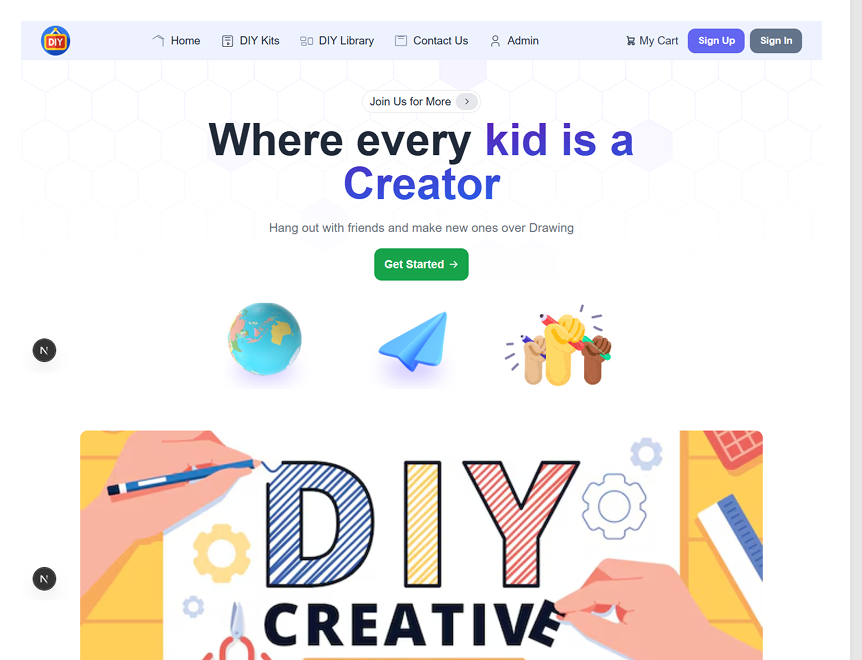 DIY
Home
DIY Kits
DIY Library
Contact Us
Admin
My Cart
Sign Up
Sign In
Join Us for More
Where every kid is a
Creator
Hang out with friends and make new ones over Drawing
Get Started →
N
DIY
N
CREATIVE